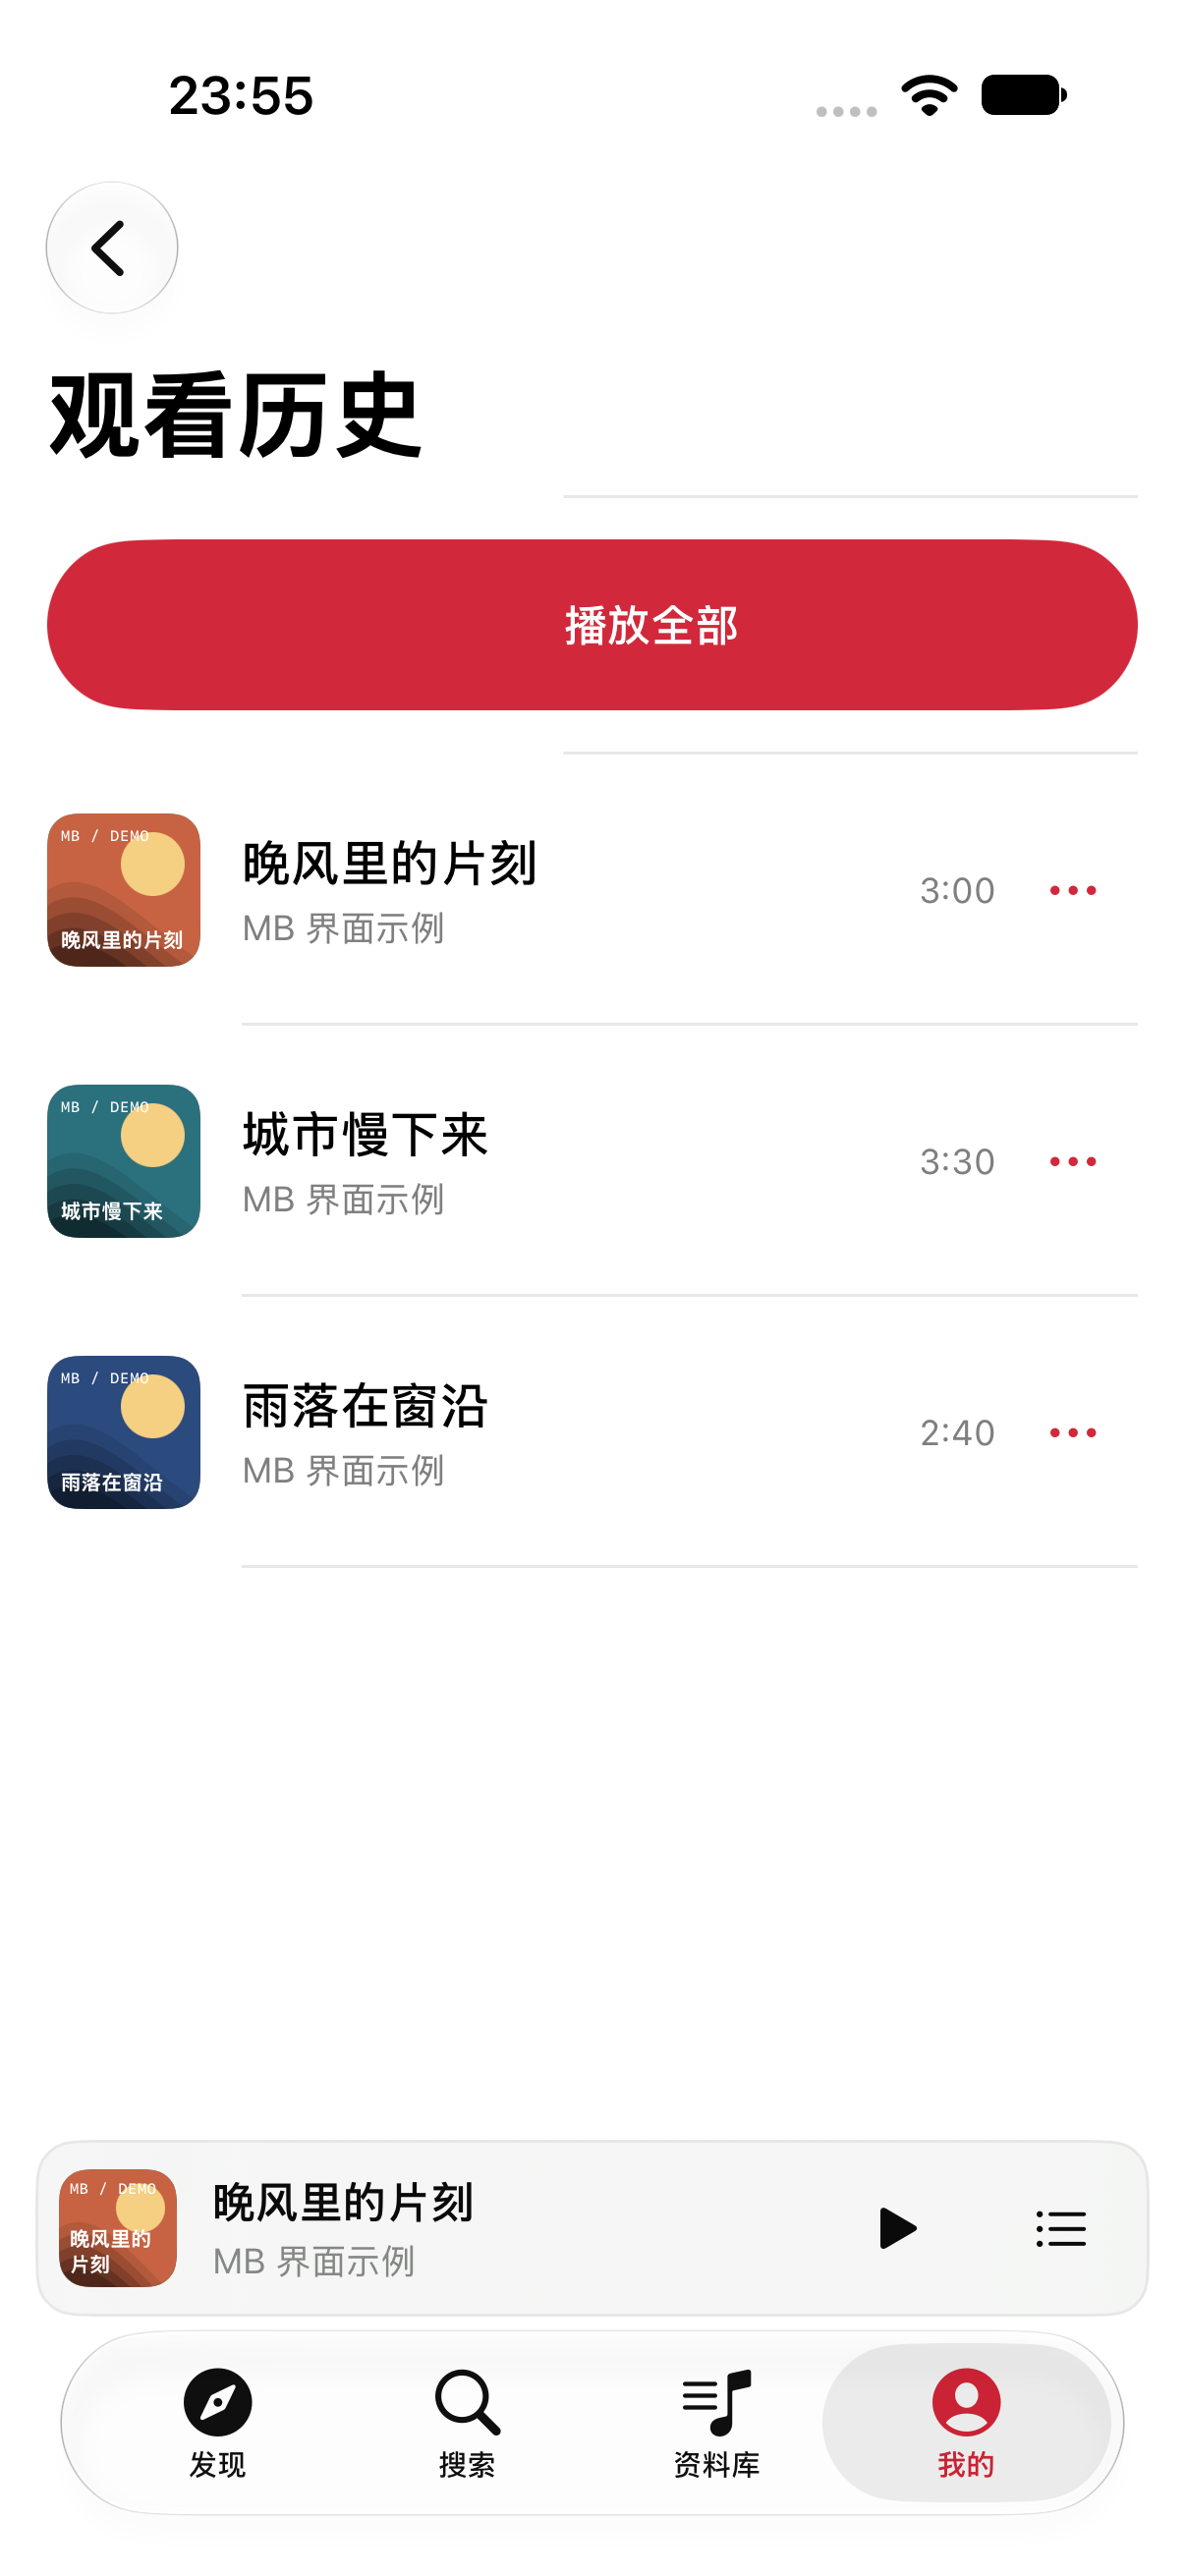 23:55
观看历史
播放全部
MB / DEMO
晚风里的片刻
晚风里的片刻
MB 界面示例
3:00
MB / DEMO
城市慢下来
城市慢下来
MB 界面示例
3:30
MB / DEMO
雨落在窗沿
雨落在窗沿
MB 界面示例
2:40
MB / DEMO
晚风里的
片刻
晚风里的片刻
MB 界面示例
发现
搜索
资料库
我的